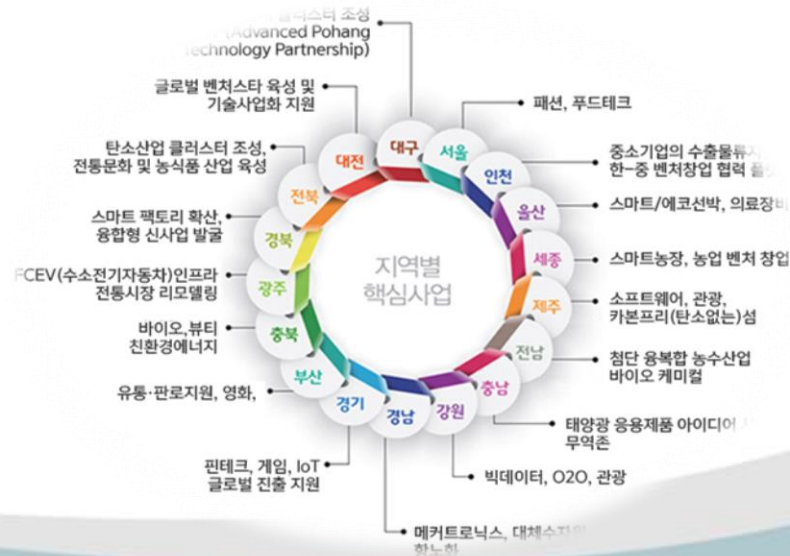 클러스터 조성
(Advanced Pohang
Technology Partnership)
글로벌 벤처스타 육성 및
기술사업화 지원
패션, 푸드테크
탄소산업 클러스터 조성,
전통문화 및 농식품 산업 육성
중소기업의 수출물류
한-중 벤처창업 협력
스마트 팩토리 확산,
융합형 신사업 발굴
스마트/에코선박, 의료장비
FCEV(수소전기자동차)인프라
전통시장 리모델링
스마트농장, 농업 벤처 창업
바이오,뷰티
친환경에너지
소프트웨어, 관광,
카본프리(탄소없는)섬
유통·판로지원, 영화,
첨단 융복합 농수산업
바이오 케미컬
핀테크, 게임, IoT
글로벌 진출 지원
태양광 응용제품 아이디어
무역존
빅데이터, O2O, 관광
메커트로닉스,
지역별
핵심사업
대구
서울
인천
울산
세종
제주
전남
충남
강원
경남
경기
부산
충북
광주
경북
전북
대전